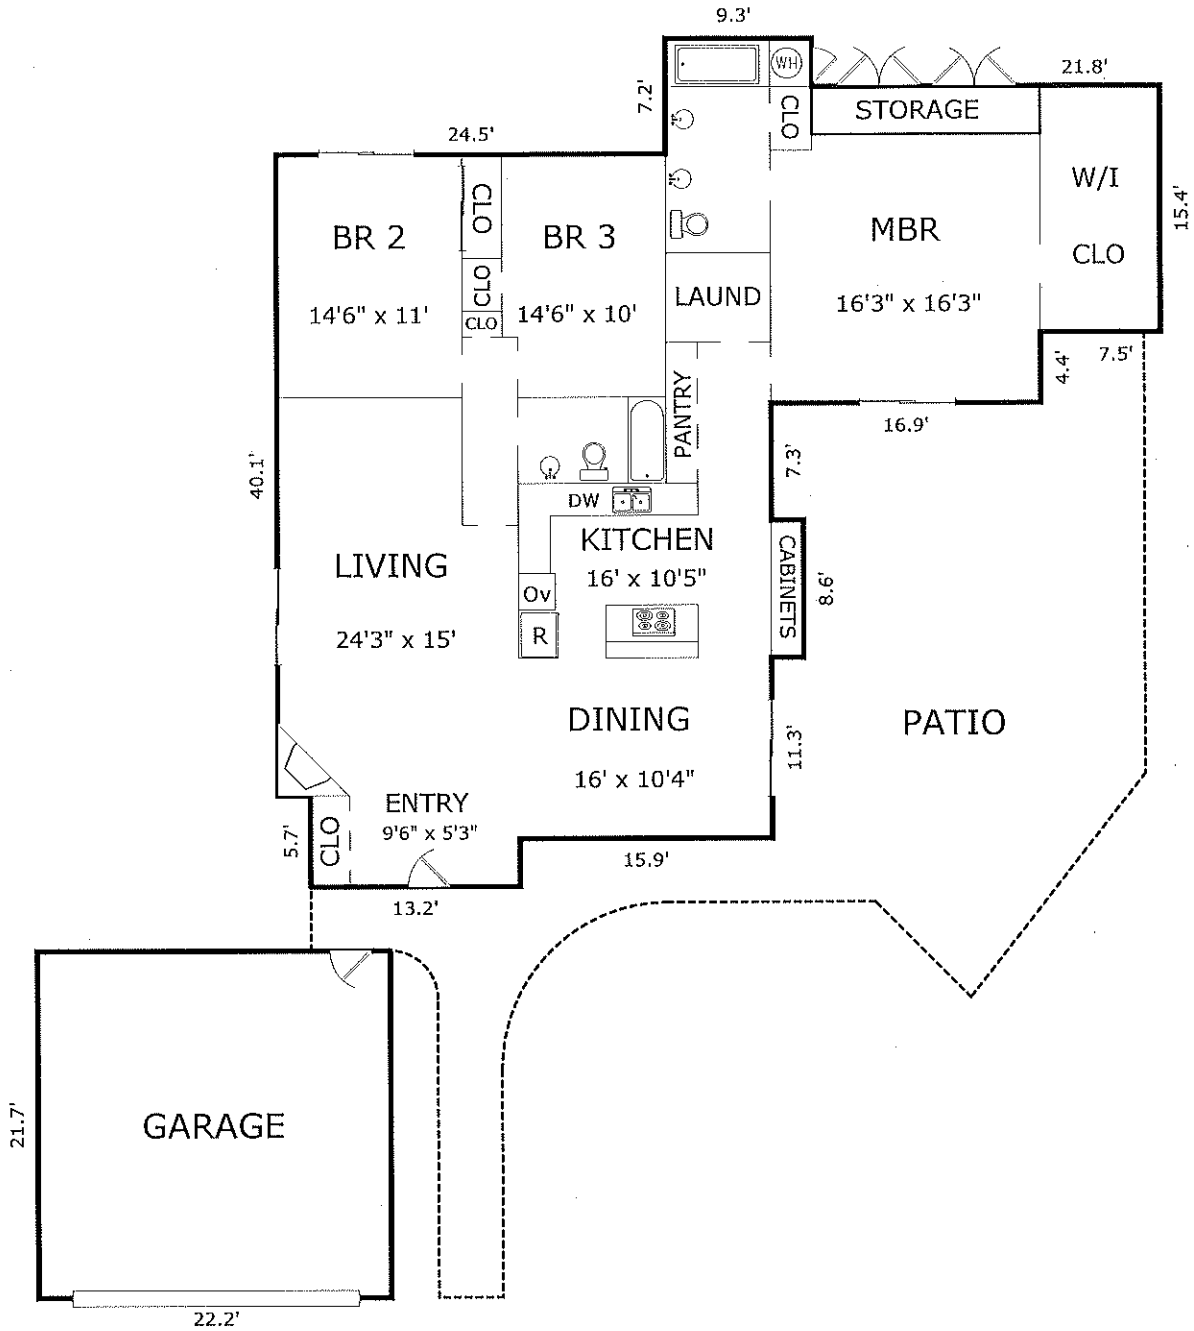 9.3'
WH
21.8'
7.2'
STORAGE
CLO
24.5'
W/I
CLO
15.4'
CLO
BR 2
BR 3
MBR
CLO
LAUND
14'6" x 11'
14'6" x 10'
16'3" x 16'3"
CLO
4.4'
7.5'
PANTRY
16.9'
40.1'
7.3'
DW
KITCHEN
16' x 10'5"
CABINETS
8.6'
LIVING
Ov
R
24'3" x 15'
DINING
16' x 10'4"
PATIO
11.3'
ENTRY
9'6" x 5'3"
CLO
5.7'
15.9'
13.2'
GARAGE
21.7'
22.2'